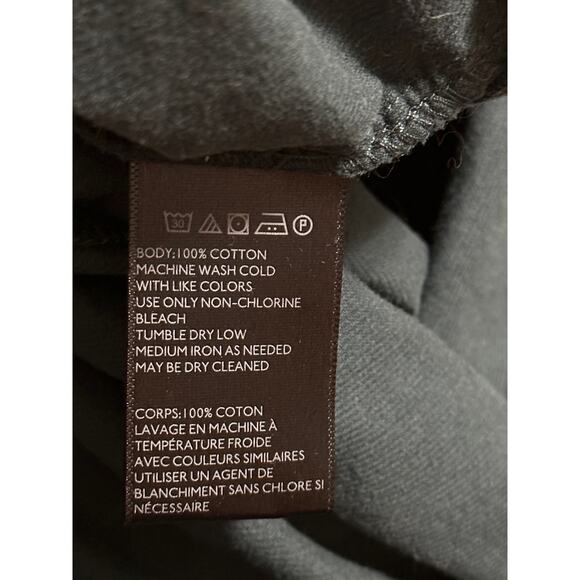 30 P
BODY:100% COTTON
MACHINE WASH COLD
WITH LIKE COLORS
USE ONLY NON-CHLORINE
BLEACH
TUMBLE DRY LOW
MEDIUM IRON AS NEEDED
MAY BE DRY CLEANED
CORPS:100% COTON
LAVAGE EN MACHINE À
TEMPÉRATURE FROIDE
AVEC COULEURS SIMILAIRES
UTILISER UN AGENT DE
BLANCHIMENT SANS CHLORE SI
NÉCESSAIRE